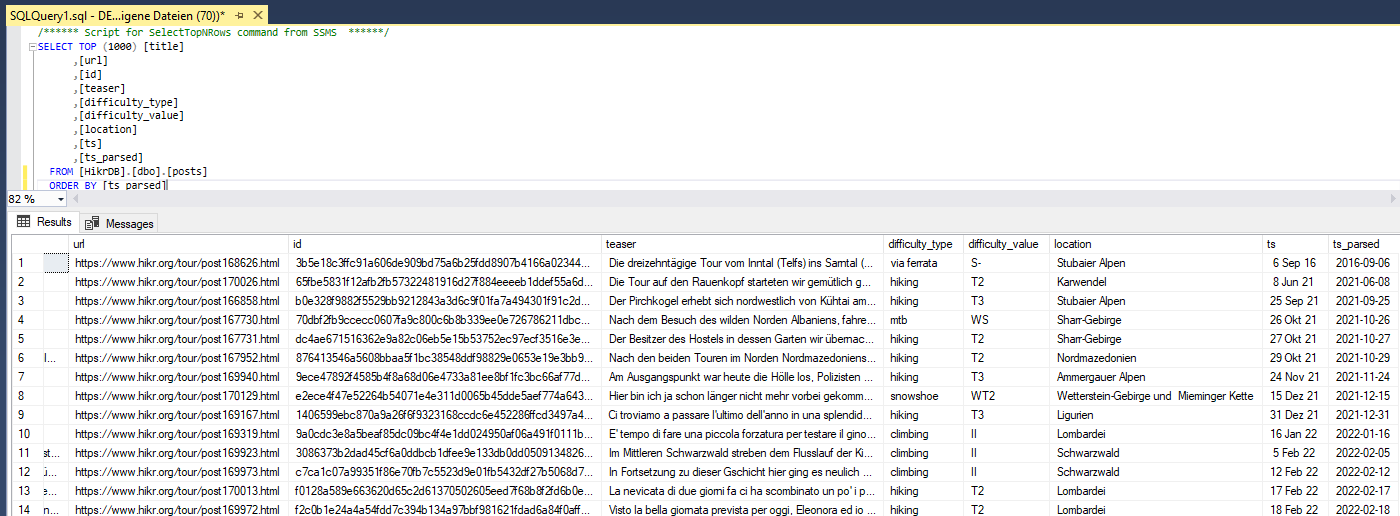 SQLQuery1.sql - DE...igene Dateien (70))*
/****** Script for SelectTopNRows command from SSMS ******/
SELECT TOP (1000) [title]
,[url]
,[id]
,[teaser]
,[difficulty_type]
,[difficulty_value]
,[location]
,[ts]
,[ts_parsed]
FROM [HikrDB].[dbo].[posts]
ORDER BY [ts_parsed]
82 %
Results Messages
url id teaser difficulty_type difficulty_value location ts ts_parsed
1 https://www.hikr.org/tour/post168626.html 3b5e18c3ffc91a606de909bd75a6b25fdd8907b4166a02344... Die dreizehntägige Tour vom Inntal (Telfs) ins Sarntal (... via ferrata S- Stubaier Alpen 6 Sep 16 2016-09-06
2 https://www.hikr.org/tour/post170026.html 65fbe5831f12afb2fb57322481916d27f884eeeeb1ddef55a6d... Die Tour auf den Rauenkopf starteten wir gemütlich g... hiking T2 Karwendel 8 Jun 21 2021-06-08
3 https://www.hikr.org/tour/post166858.html b0e328f9882f5529bb9212843a3d6c9f01fa7a494301f91c2d... Der Pirchkogel erhebt sich nordwestlich von Kühtai am... hiking T3 Stubaier Alpen 25 Sep 21 2021-09-25
4 https://www.hikr.org/tour/post167730.html 70dbf2fb9ccecc0607fa9c800c6b8b339ee0e726786211dbc... Nach dem Besuch des wilden Norden Albaniens, fahre... mtb WS Sharr-Gebirge 26 Okt 21 2021-10-26
5 https://www.hikr.org/tour/post167731.html dc4ae671516362e9a82c06eb5e15b53752ec97ecf3516e3e... Der Besitzer des Hostels in dessen Garten wir übernac... hiking T2 Sharr-Gebirge 27 Okt 21 2021-10-27
6 l... https://www.hikr.org/tour/post167952.html 876413546a5608bbaa5f1bc38548ddf98829e0653e19e3bb9... Nach den beiden Touren im Norden Nordmazedoniens... hiking T2 Nordmazedonien 29 Okt 21 2021-10-29
7 https://www.hikr.org/tour/post169940.html 9ece47892f4585b4f8a68d06e4733a81ee8bf1fc3bc66af77d... Am Ausgangspunkt war heute die Hölle los, Polizisten ... hiking T3 Ammergauer Alpen 24 Nov 21 2021-11-24
8 https://www.hikr.org/tour/post170129.html e2ece4f47e52264b54071e4e311d0065b45dde5aef774a643... Hier bin ich ja schon länger nicht mehr vorbei gekomm... snowshoe WT2 Wetterstein-Gebirge und Mieminger Kette 15 Dez 21 2021-12-15
9 https://www.hikr.org/tour/post169167.html 1406599ebc870a9a26f6f9323168ccdc6e452286ffcd3497a4... Ci troviamo a passare l'ultimo dell'anno in una splendid... hiking T3 Ligurien 31 Dez 21 2021-12-31
10 https://www.hikr.org/tour/post169319.html 9a0cdc3e8a5beaf85dc09bc4f4e1dd024950af06a491f0111b... E' tempo di fare una piccola forzatura per testare il gino... climbing II Lombardei 16 Jan 22 2022-01-16
11 st... https://www.hikr.org/tour/post169923.html 3086373b2dad45cf6a0ddbcb1dfee9e133db0dd0509134826... Im Mittleren Schwarzwald streben dem Flusslauf der Ki... climbing II Schwarzwald 5 Feb 22 2022-02-05
12 ü... https://www.hikr.org/tour/post169973.html c7ca1c07a99351f86e70fb7c5523d9e01fb5432df27b5068d7... In Fortsetzung zu dieser Gschicht hier ging es neulich ... climbing II Schwarzwald 12 Feb 22 2022-02-12
13 e... https://www.hikr.org/tour/post170013.html f0128a589e663620d65c2d61370502605eed7f68b8f2fd6b0e... La nevicata di due giorni fa ci ha scombinato un po' i p... hiking T2 Lombardei 17 Feb 22 2022-02-17
14 n... https://www.hikr.org/tour/post169972.html f2c0b1e24a4a54fdd7c394b134a97bbf981621fdad6a84f0aff... Visto la bella giornata prevista per oggi, Eleonora ed io ... hiking T2 Lombardei 18 Feb 22 2022-02-18